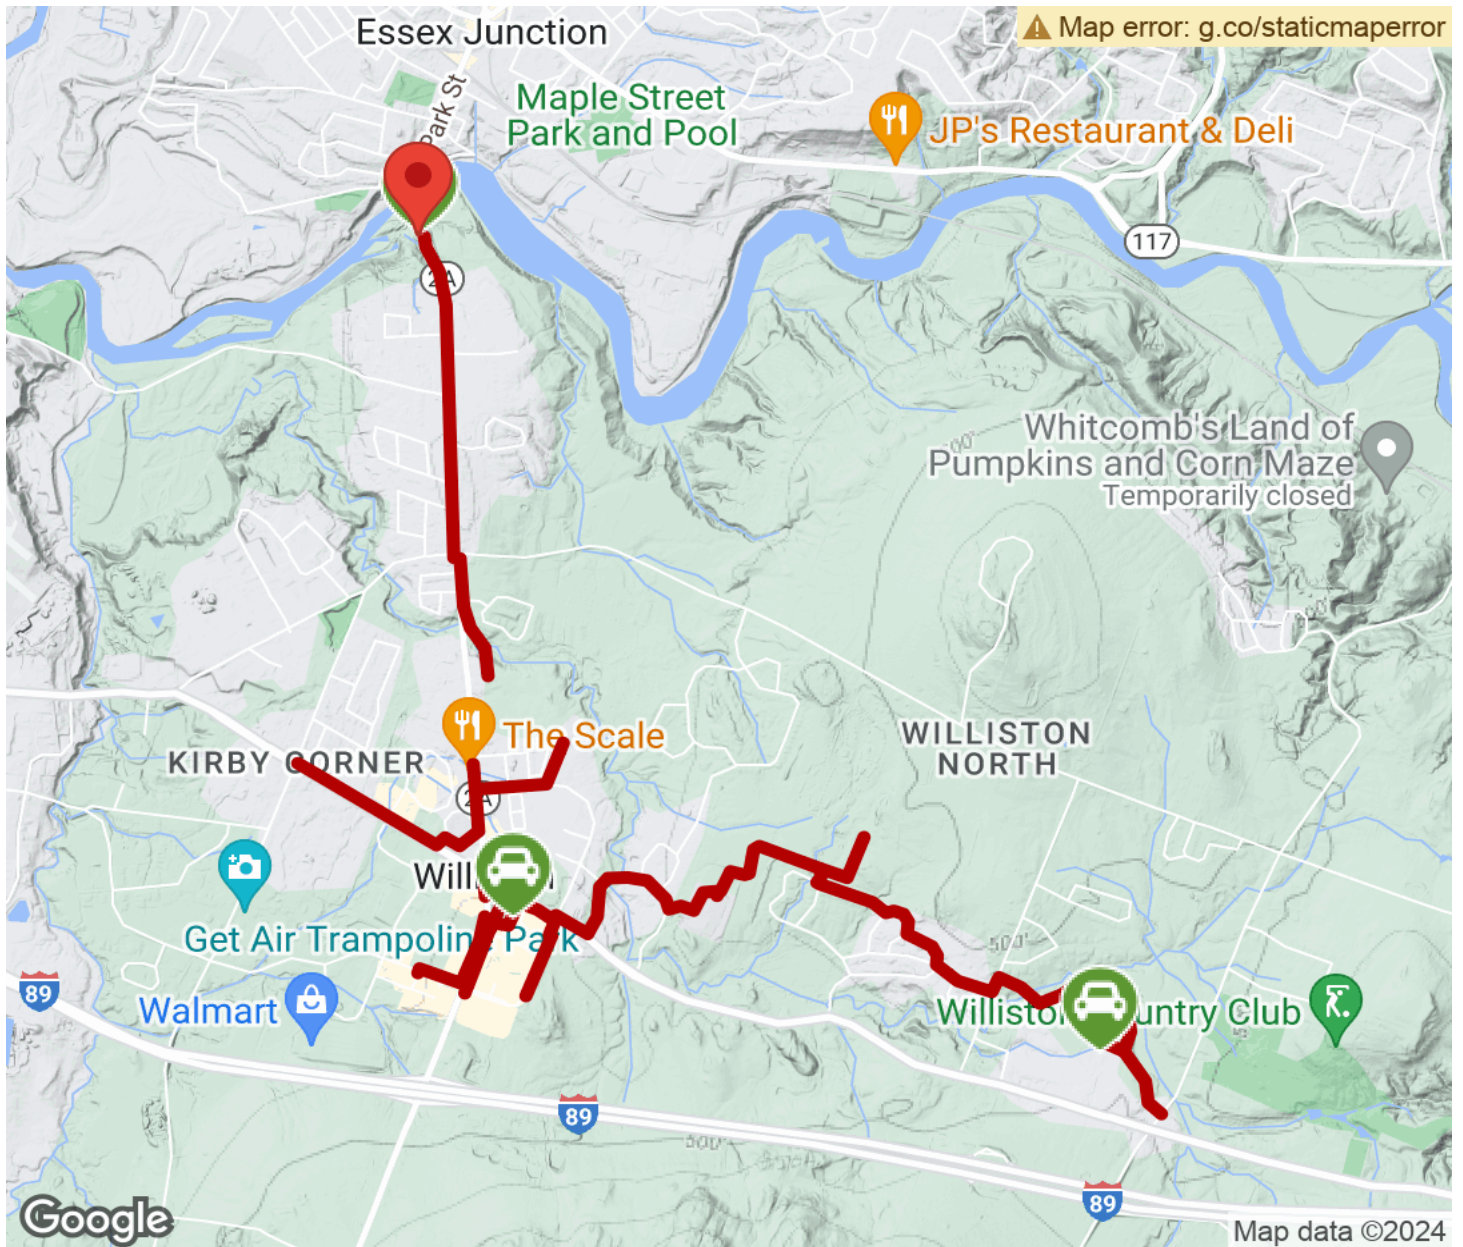 Essex Junction
Map error: g.co/staticmaperror
Park St
Maple Street
Park and Pool
JP's Restaurant & Deli
117
2A
Whitcomb's Land of
Pumpkins and Corn Maze
Temporarily closed
The Scale
WILLISTON
NORTH
KIRBY CORNER
2A
Get Air Trampoline Park
500'
Walmart
89
89
500'
89
Google
Map data ©2024